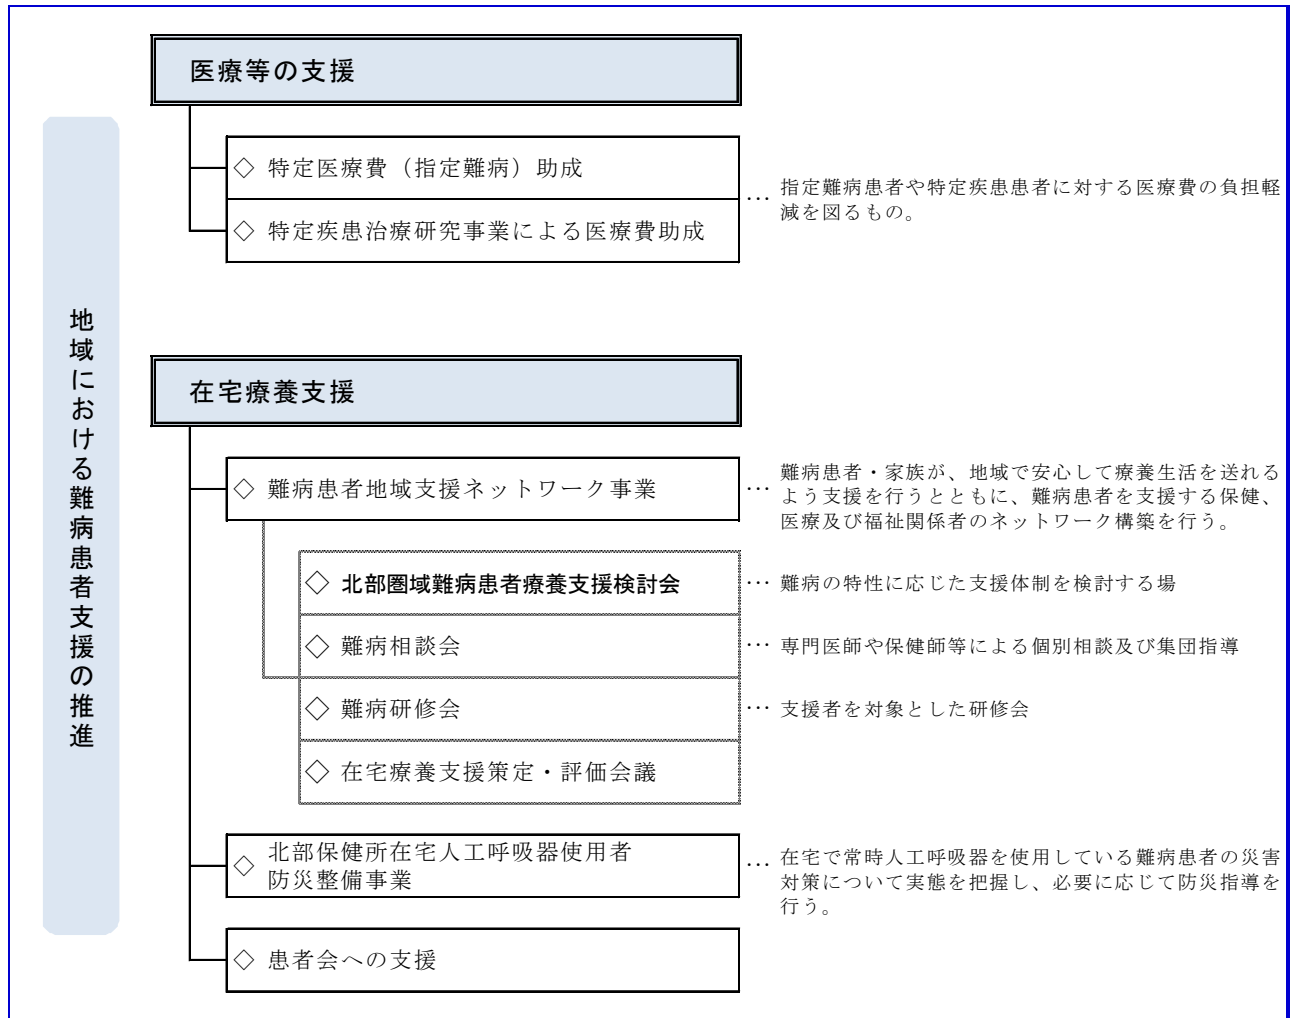 地域における難病患者支援の推進
医療等の支援
◇ 特定医療費（指定難病）助成
◇ 特定疾患治療研究事業による医療費助成
… 指定難病患者や特定疾患患者に対する医療費の負担軽
減を図るもの。
在宅療養支援
◇ 難病患者地域支援ネットワーク事業
… 難病患者・家族が、地域で安心して療養生活を送れる
よう支援を行うとともに、難病患者を支援する保健、
医療及び福祉関係者のネットワーク構築を行う。
◇ 北部圏域難病患者療養支援検討会
… 難病の特性に応じた支援体制を検討する場
◇ 難病相談会
… 専門医師や保健師等による個別相談及び集団指導
◇ 難病研修会
… 支援者を対象とした研修会
◇ 在宅療養支援策定・評価会議
◇ 北部保健所在宅人工呼吸器使用者
防災整備事業
… 在宅で常時人工呼吸器を使用している難病患者の災害
対策について実態を把握し、必要に応じて防災指導を
行う。
◇ 患者会への支援